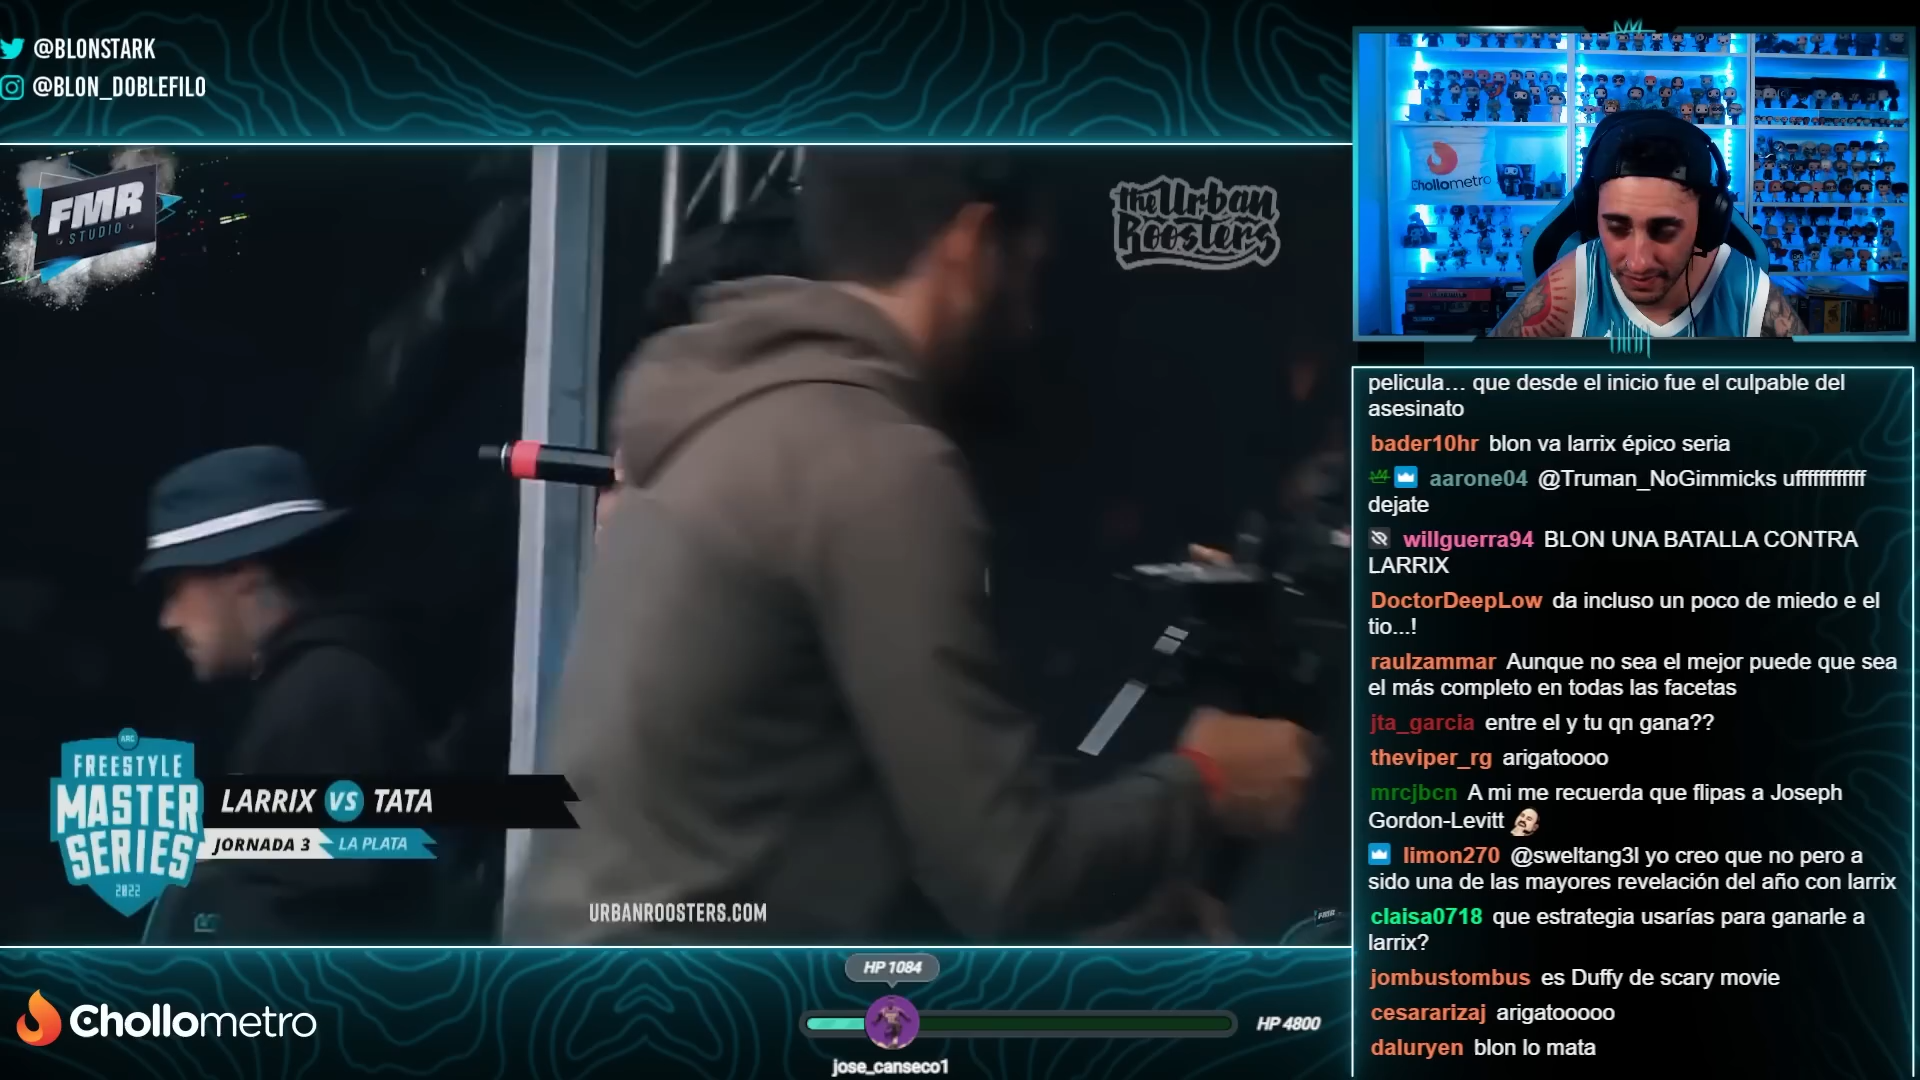 @BLONSTARK
@BLON_DOBLEFILO
FMR
STUDIO
the Urban
Roosters
Chollometro
ARC
FREESTYLE
MASTER
SERIES
2022
LARRIX VS TATA
JORNADA 3
LA PLATA
URBANROOSTERS.COM
FMR
Chollometro
HP 1084
HP 4800
jose_canseco1
pelicula... que desde el inicio fue el culpable del
asesinato
bader10hr blon va larrix épico seria
aarone04 @Truman_NoGimmicks uffffffffffff
dejate
willguerra94 BLON UNA BATALLA CONTRA
LARRIX
DoctorDeepLow da incluso un poco de miedo e el
tio...!
raulzammar Aunque no sea el mejor puede que sea
el más completo en todas las facetas
jta_garcia entre el y tu qn gana??
theviper_rg arigatoooo
mrcjbcn A mi me recuerda que flipas a Joseph
Gordon-Levitt
limon270 @sweltang3l yo creo que no pero a
sido una de las mayores revelación del año con larrix
claisa0718 que estrategia usarías para ganarle a
larrix?
jombustombus es Duffy de scary movie
cesararizaj arigatooooo
daluryen blon lo mata